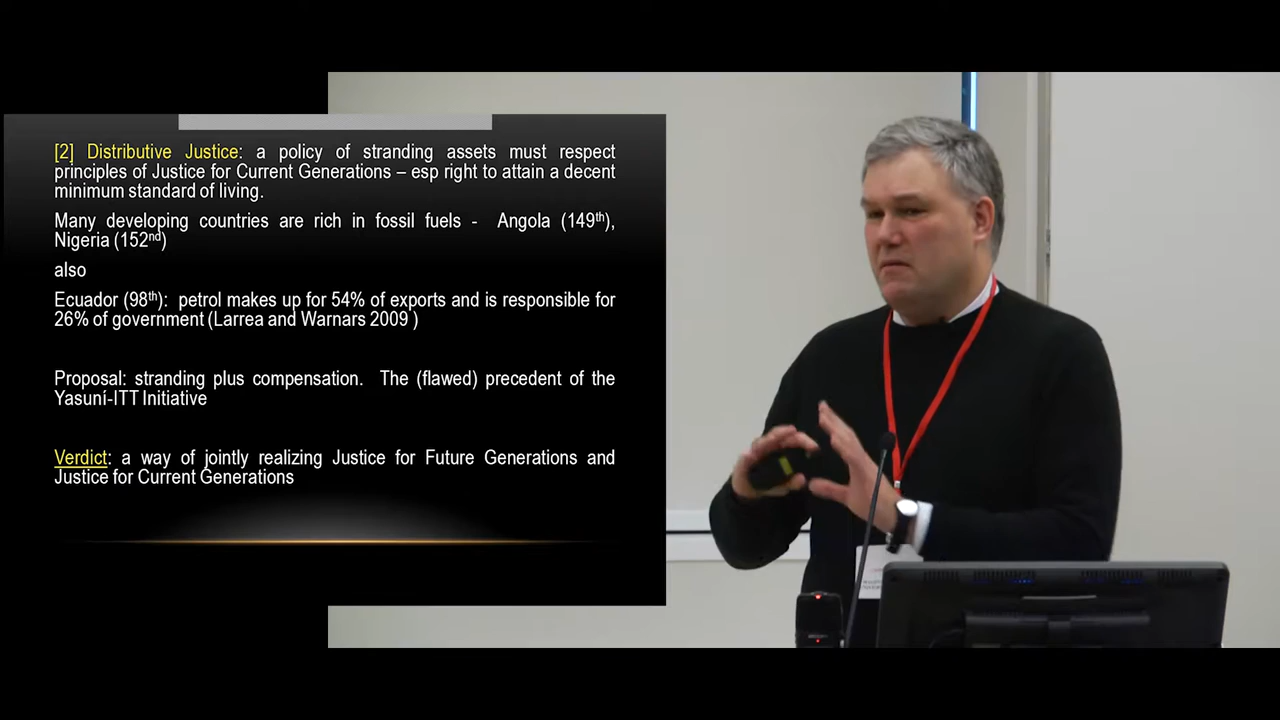 [2] Distributive Justice: a policy of stranding assets must respect
principles of Justice for Current Generations – esp right to attain a decent
minimum standard of living.
Many developing countries are rich in fossil fuels - Angola (149th),
Nigeria (152nd)
also
Ecuador (98th): petrol makes up for 54% of exports and is responsible for
26% of government (Larrea and Warnars 2009 )
Proposal: stranding plus compensation. The (flawed) precedent of the
Yasuní-ITT Initiative
Verdict: a way of jointly realizing Justice for Future Generations and
Justice for Current Generations